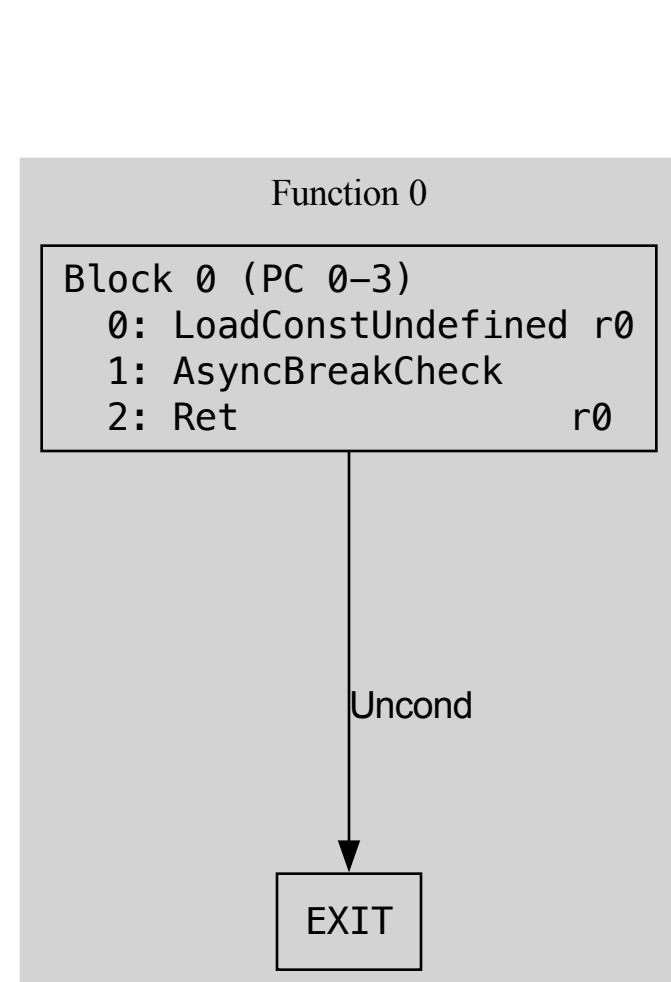 Function 0
Block 0 (PC 0–3)
0: LoadConstUndefined r0
1: AsyncBreakCheck
2: Ret r0
Uncond
EXIT